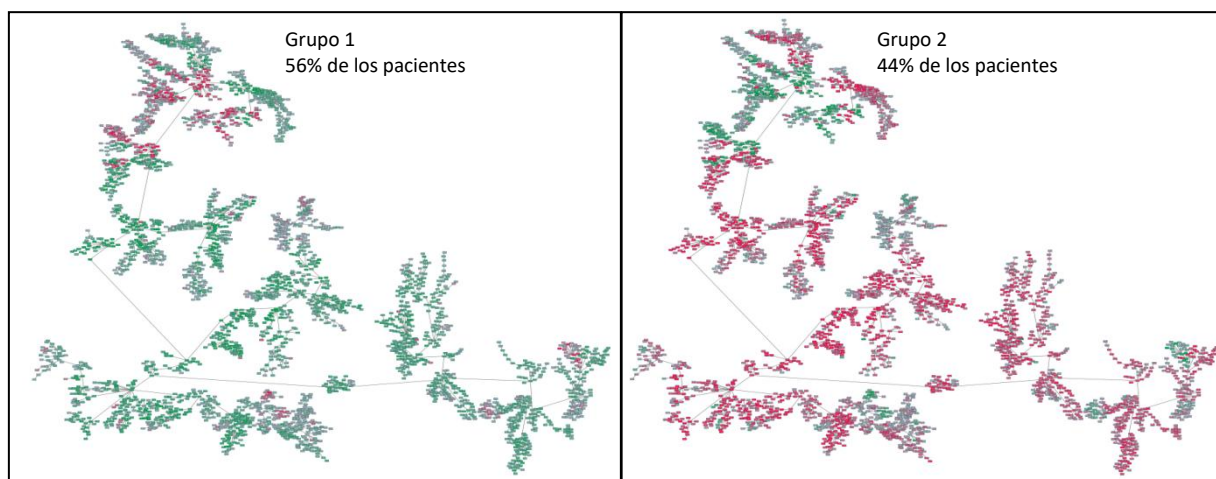 Grupo 1
56% de los pacientes
Grupo 2
44% de los pacientes